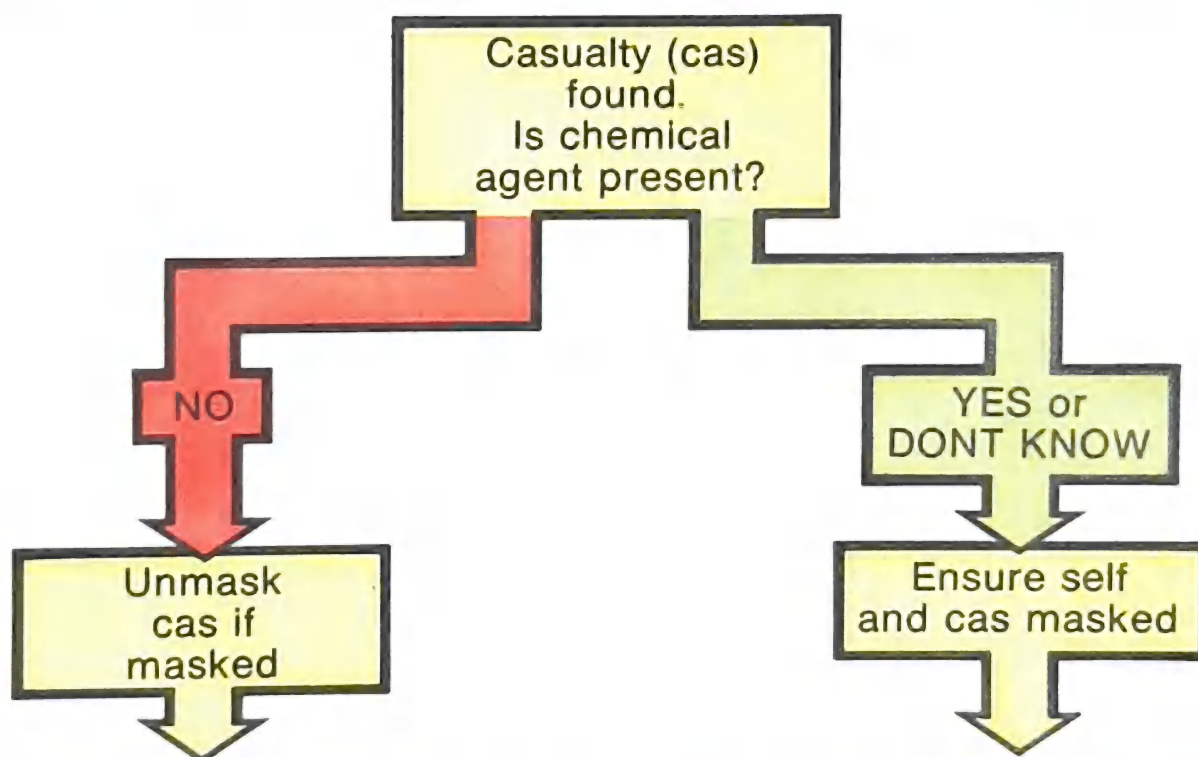 Casualty (cas)
found.
Is chemical
agent present?
NO
YES or
DONT KNOW
Unmask
cas if
masked
Ensure self
and cas masked